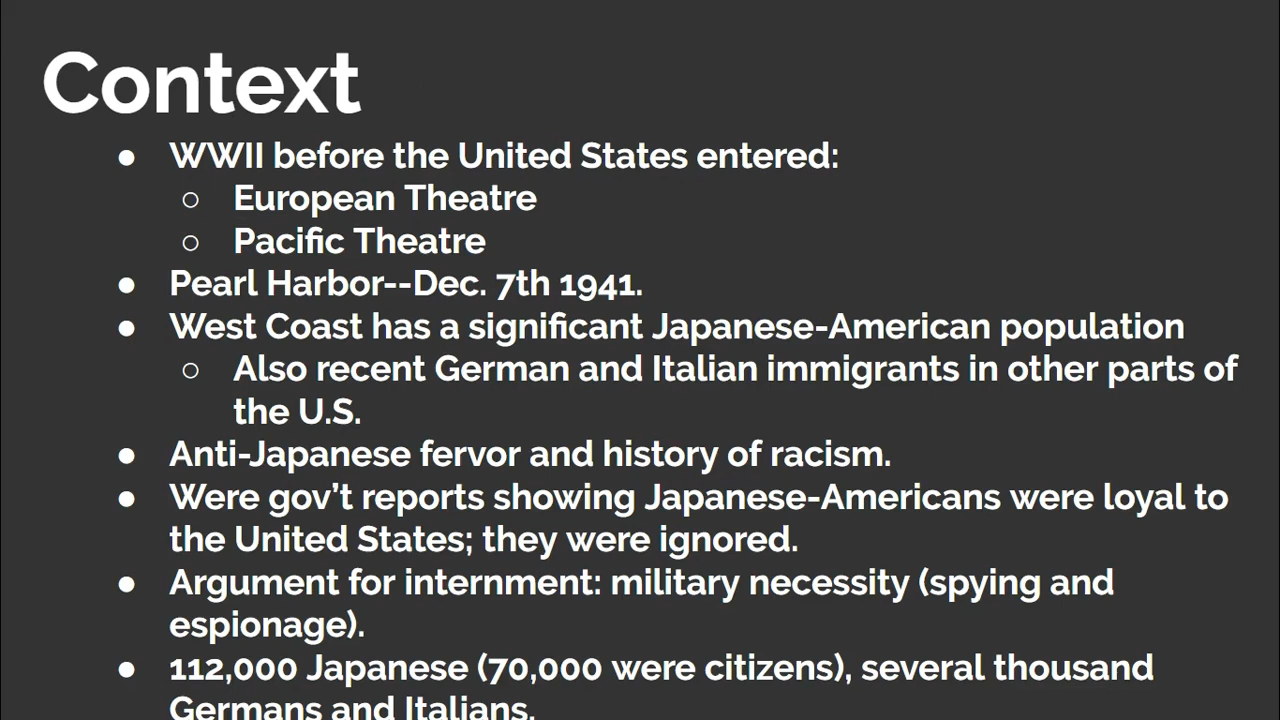 Context
● WWII before the United States entered:
○ European Theatre
○ Pacific Theatre
● Pearl Harbor--Dec. 7th 1941.
● West Coast has a significant Japanese-American population
○ Also recent German and Italian immigrants in other parts of
the U.S.
● Anti-Japanese fervor and history of racism.
● Were gov’t reports showing Japanese-Americans were loyal to
the United States; they were ignored.
● Argument for internment: military necessity (spying and
espionage).
● 112,000 Japanese (70,000 were citizens), several thousand
Germans and Italians.